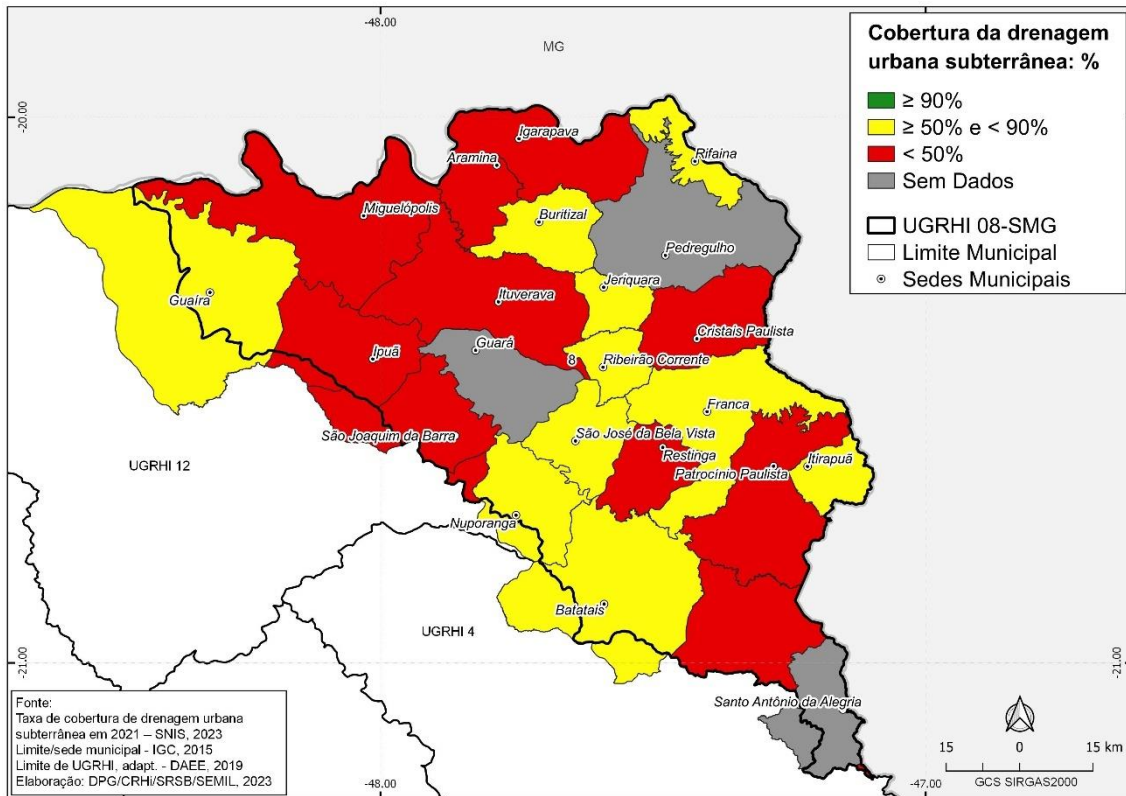 -48.00
MG
-20.00
Cobertura da drenagem
urbana subterrânea: %
≥ 90%
≥ 50% e < 90%
< 50%
Sem Dados
UGRHI 08-SMG
Limite Municipal
Sedes Municipais
Igarapava
Aramina
Rifaina
Miguelópolis
Buritizal
Pedregulho
Guaíra
Jeriquara
Ituverava
Cristais Paulista
Guará
Ipuã
8
Ribeirão Corrente
Franca
São José da Bela Vista
São Joaquim da Barra
Restinga
UGRHI 12
Patrocínio Paulista
Itirapuã
Nuporanga
Batatais
UGRHI 4
-21.00
-21.00
Santo Antônio da Alegria
Fonte:
Taxa de cobertura de drenagem urbana
subterrânea em 2021 – SNIS, 2023
Limite/sede municipal - IGC, 2015
Limite de UGRHI, adapt. - DAEE, 2019
Elaboração: DPG/CRHi/SRSB/SEMIL, 2023
15 0 15 km
GCS SIRGAS2000
-48.00
-47.00